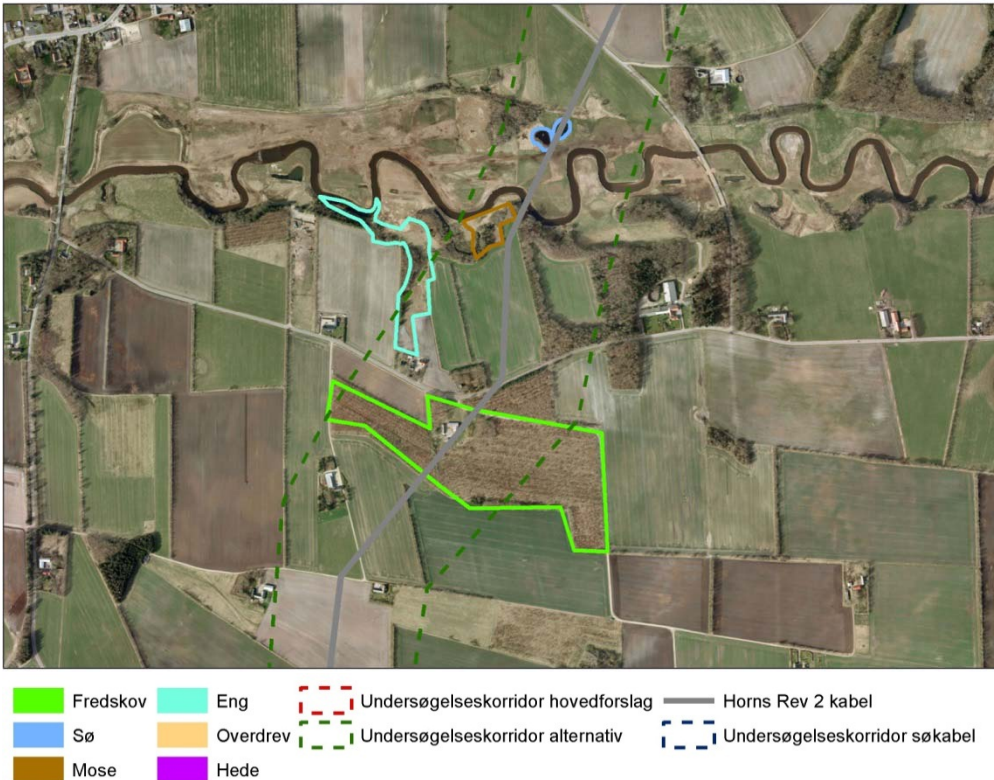 Fredskov
Eng
Undersøgelseskorridor hovedforslag
Horns Rev 2 kabel
Sø
Overdrev
Undersøgelseskorridor alternativ
Undersøgelseskorridor søkabel
Mose
Hede